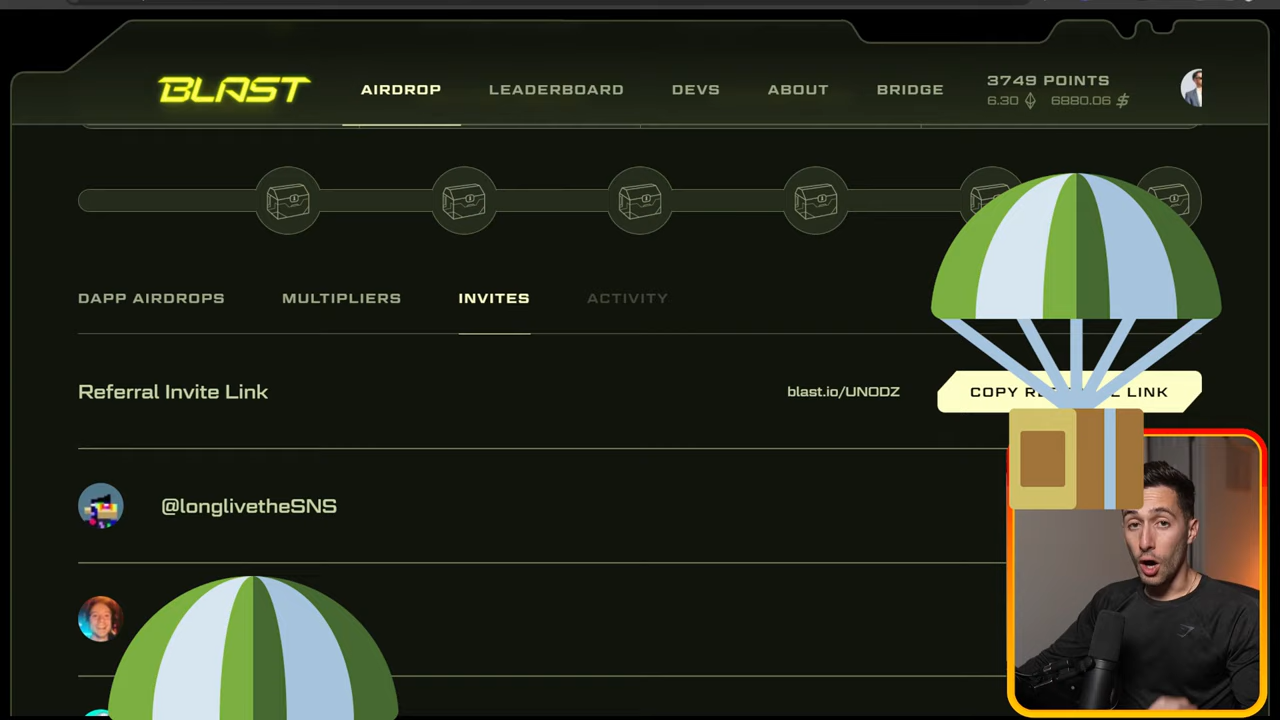 BLAST
AIRDROP
LEADERBOARD
DEVS
ABOUT
BRIDGE
3749 POINTS
6.30 6880.06 $
DAPP AIRDROPS
MULTIPLIERS
INVITES
ACTIVITY
Referral Invite Link
blast.io/UNODZ
COPY LINK
@longlivetheSNS